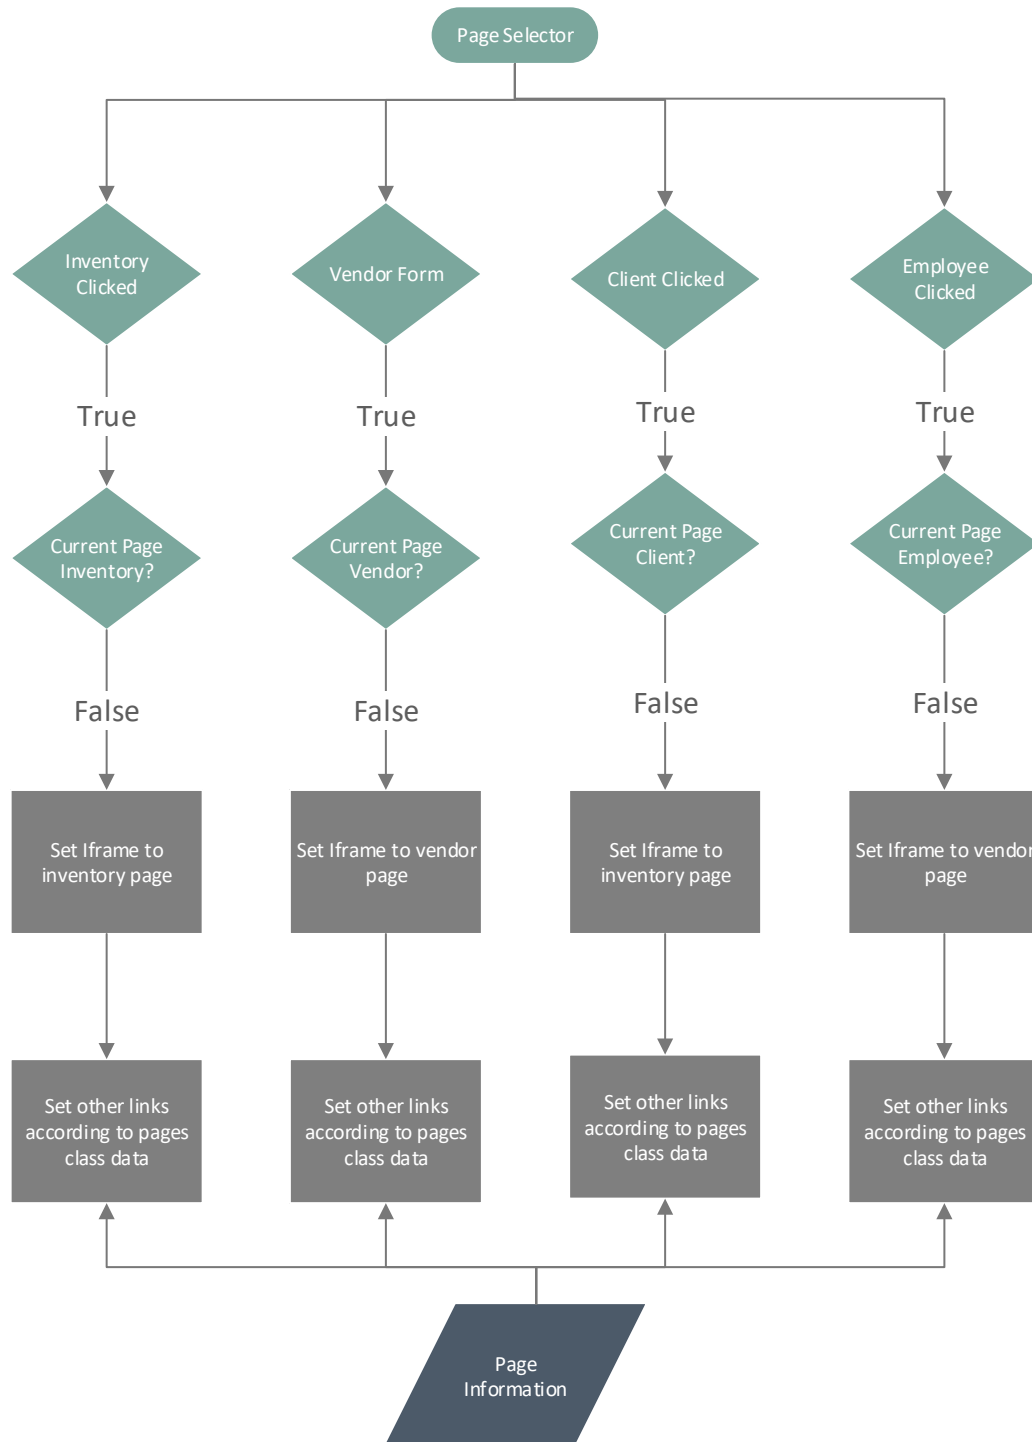 Page Selector
Inventory
Clicked
Vendor Form
Client Clicked
Employee
Clicked
True
True
True
True
Current Page
Inventory?
Current Page
Vendor?
Current Page
Client?
Current Page
Employee?
False
False
False
False
Set Iframe to
inventory page
Set Iframe to vendor
page
Set Iframe to
inventory page
Set Iframe to vendor
page
Set other links
according to pages
class data
Set other links
according to pages
class data
Set other links
according to pages
class data
Set other links
according to pages
class data
Page
Information